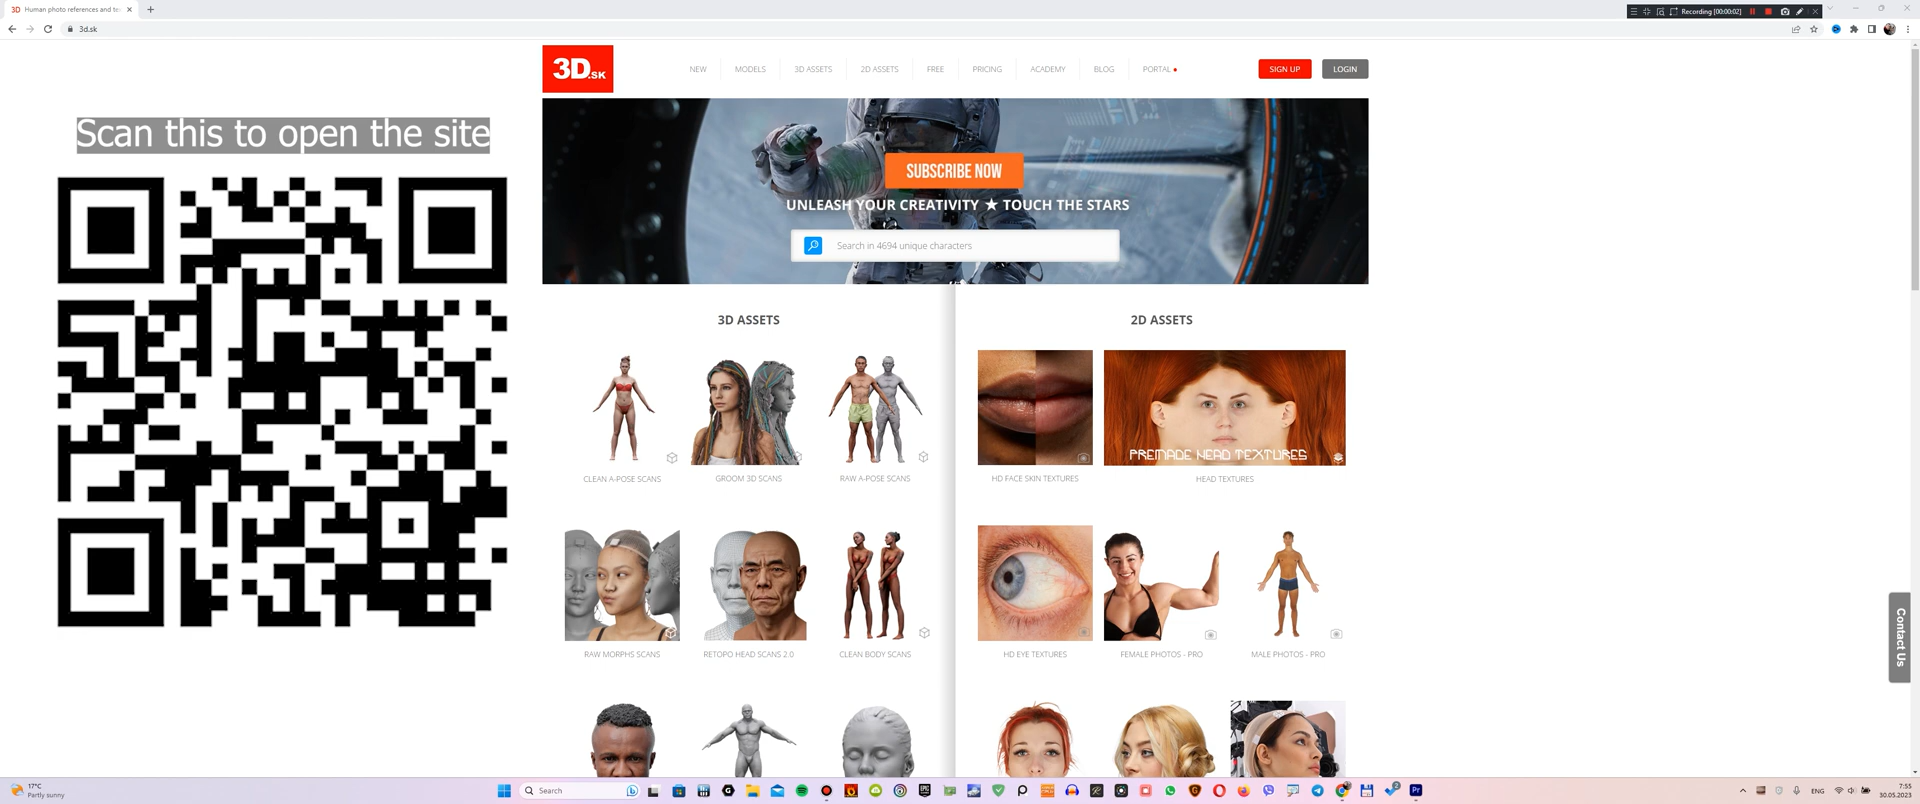 3D Human photo references and te
3d.sk
Recording [00:00:02]
Scan this to open the site
3D.SK
NEW
MODELS
3D ASSETS
2D ASSETS
FREE
PRICING
ACADEMY
BLOG
PORTAL
SIGN UP
LOGIN
SUBSCRIBE NOW
UNLEASH YOUR CREATIVITY ★ TOUCH THE STARS
Search in 4694 unique characters
3D ASSETS
CLEAN A-POSE SCANS
GROOM 3D SCANS
RAW A-POSE SCANS
RAW MORPHS SCANS
RETOPO HEAD SCANS 2.0
CLEAN BODY SCANS
2D ASSETS
PREMADE HEAD TEXTURES
HD FACE SKIN TEXTURES
HEAD TEXTURES
HD EYE TEXTURES
FEMALE PHOTOS - PRO
MALE PHOTOS - PRO
Contact Us
17°C
Partly sunny
Search
ENG
7:55
30.05.2023